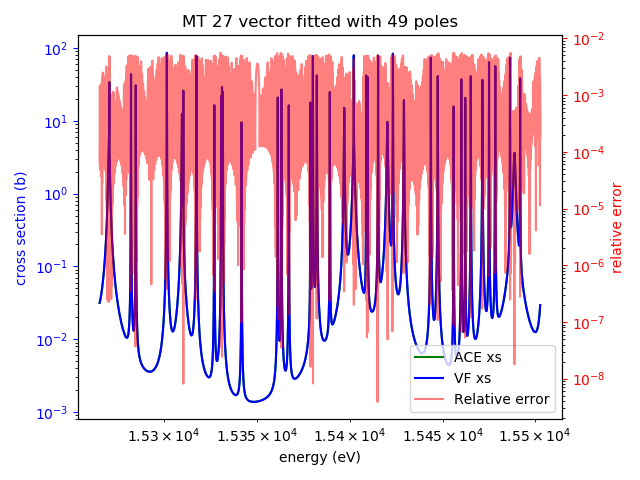 MT 27 vector fitted with 49 poles
10²
10¹
10⁰
10⁻¹
10⁻²
10⁻³
cross section (b)
10⁻²
10⁻³
10⁻⁴
10⁻⁵
10⁻⁶
10⁻⁷
10⁻⁸
relative error
ACE xs
VF xs
Relative error
1.53 × 10⁴ 1.535 × 10⁴ 1.54 × 10⁴ 1.545 × 10⁴ 1.55 × 10⁴
energy (eV)